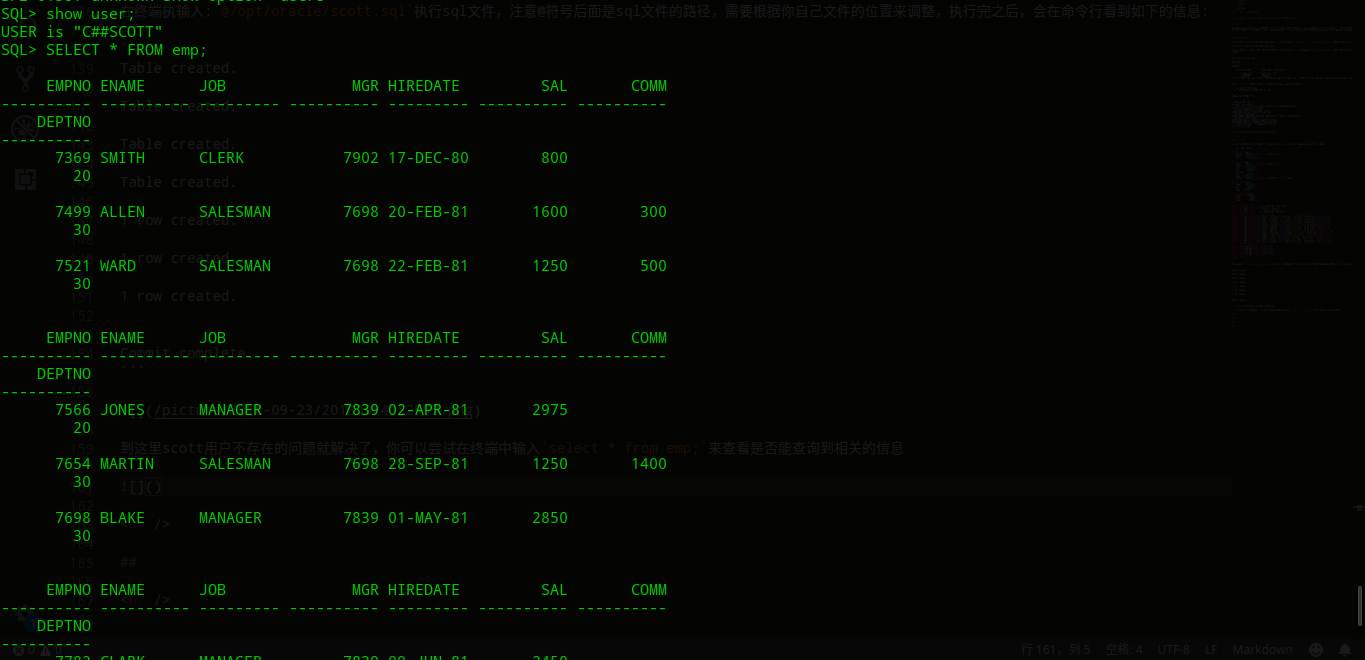 SQL> show user;
终端执输入：`@/opt/oracle/scott.sql`执行sql文件，注意@符号后面是sql文件的路径，需要根据你自己文件的位置来调整，执行完之后，会在命令行看到如下的信息：
USER is "C##SCOTT"
SQL> SELECT * FROM emp;
139 Table created.
EMPNO ENAME JOB MGR HIREDATE SAL COMM
---------- ---------- --------- ---------- --------- ---------- ----------
Table created.
DEPTNO
----------
Table created.
7369 SMITH CLERK 7902 17-DEC-80 800
20
Table created.
7499 ALLEN SALESMAN 7698 20-FEB-81 1600 300
1 row created.
30
1 row created.
7521 WARD SALESMAN 7698 22-FEB-81 1250 500
30
151 1 row created.
152
EMPNO ENAME JOB MGR HIREDATE SAL COMM
---------- ---------- --------- ---------- --------- ---------- ----------
Commit complete
DEPTNO
----------
7566 JONES MANAGER 7839 02-APR-81 2975
20
159 到这里scott用户不存在的问题就解决了，你可以尝试在终端中输入`select * from emp;`来查看是否能查询到相关的信息
7654 MARTIN SALESMAN 7698 28-SEP-81 1250 1400
30
![]()
7698 BLAKE MANAGER 7839 01-MAY-81 2850
30
165 ##
EMPNO ENAME JOB MGR HIREDATE SAL COMM
---------- ---------- --------- ---------- --------- ---------- ----------
DEPTNO
----------
行 161，列 5 空格: 4 UTF-8 LF Markdown